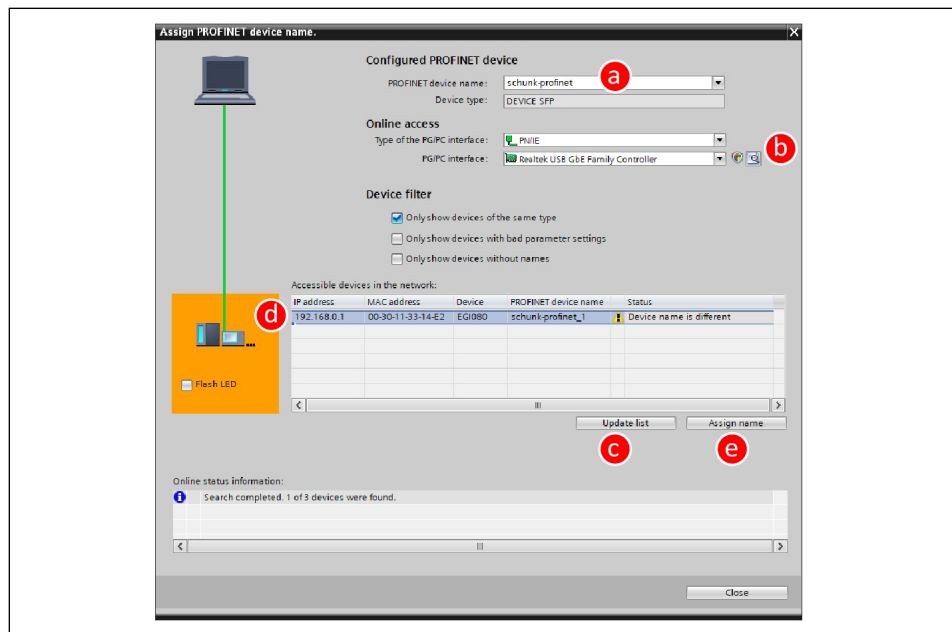 Assign PROFINET device name.
Configured PROFINET device
PROFINET device name: schunk-profinet
a
Device type: DEVICE SFP
Online access
Type of the PG/PC interface: PN/IE
b
PG/PC interface: Realtek USB GbE Family Controller
Device filter
Only show devices of the same type
Only show devices with bad parameter settings
Only show devices without names
Accessible devices in the network:
IP address MAC address Device PROFINET device name Status
d
192.168.0.1 00-30-11-33-14-E2 EGI080 schunk-profinet_1 Device name is different
Flash LED
Update list Assign name
c e
Online status information:
Search completed. 1 of 3 devices were found.
Close